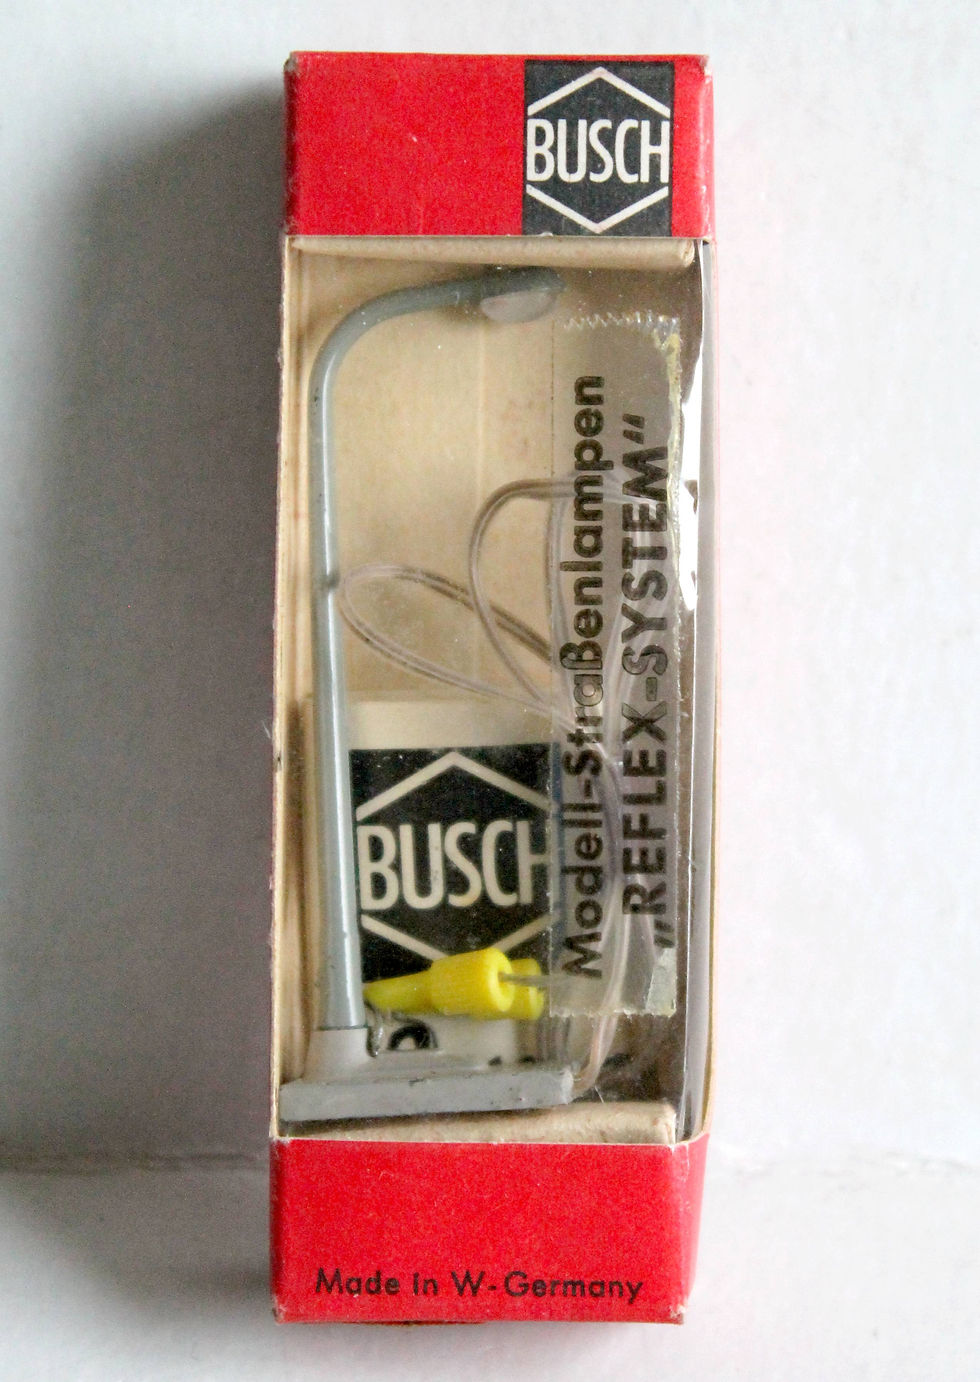 BUSCH
Modell-Straßenlampen
„REFLEX-SYSTEM“
BUSCH
Made in W-Germany